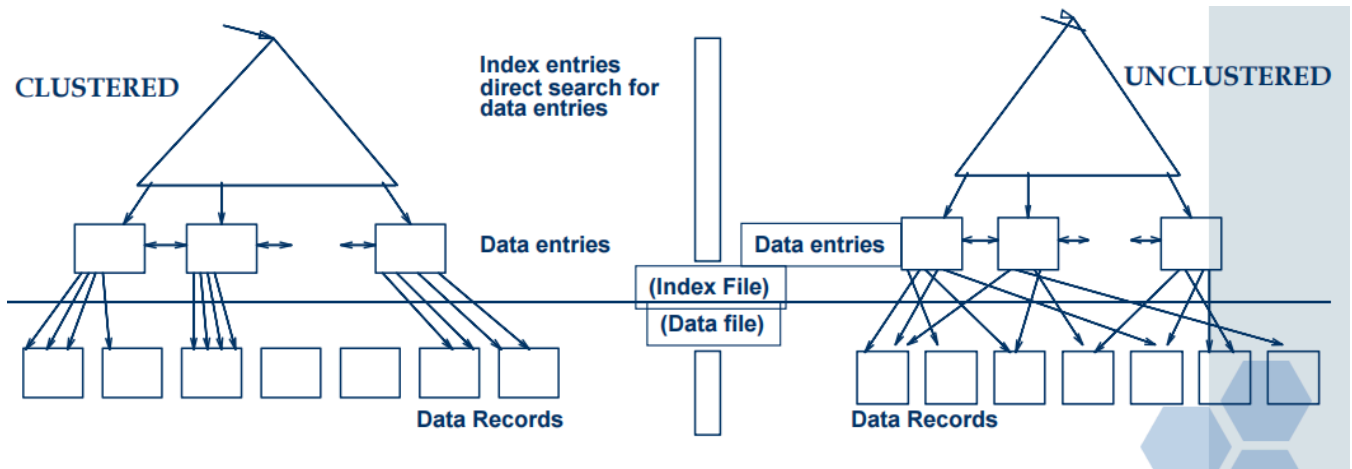 CLUSTERED
Index entries
direct search for
data entries
UNCLUSTERED
Data entries
Data entries
(Index File)
(Data file)
Data Records
Data Records